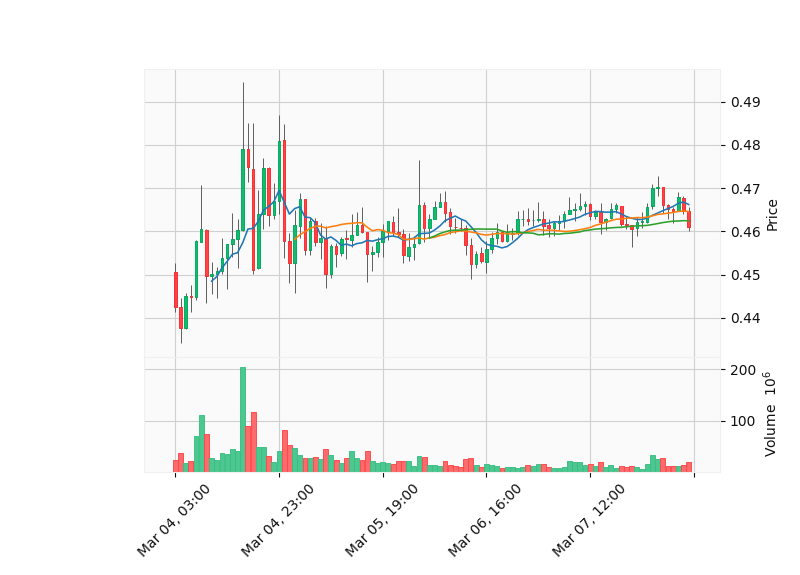 0.49
0.48
0.47
0.46
0.45
0.44
Price
200
100
Volume 10^6
Mar 04, 03:00
Mar 04, 23:00
Mar 05, 19:00
Mar 06, 16:00
Mar 07, 12:00